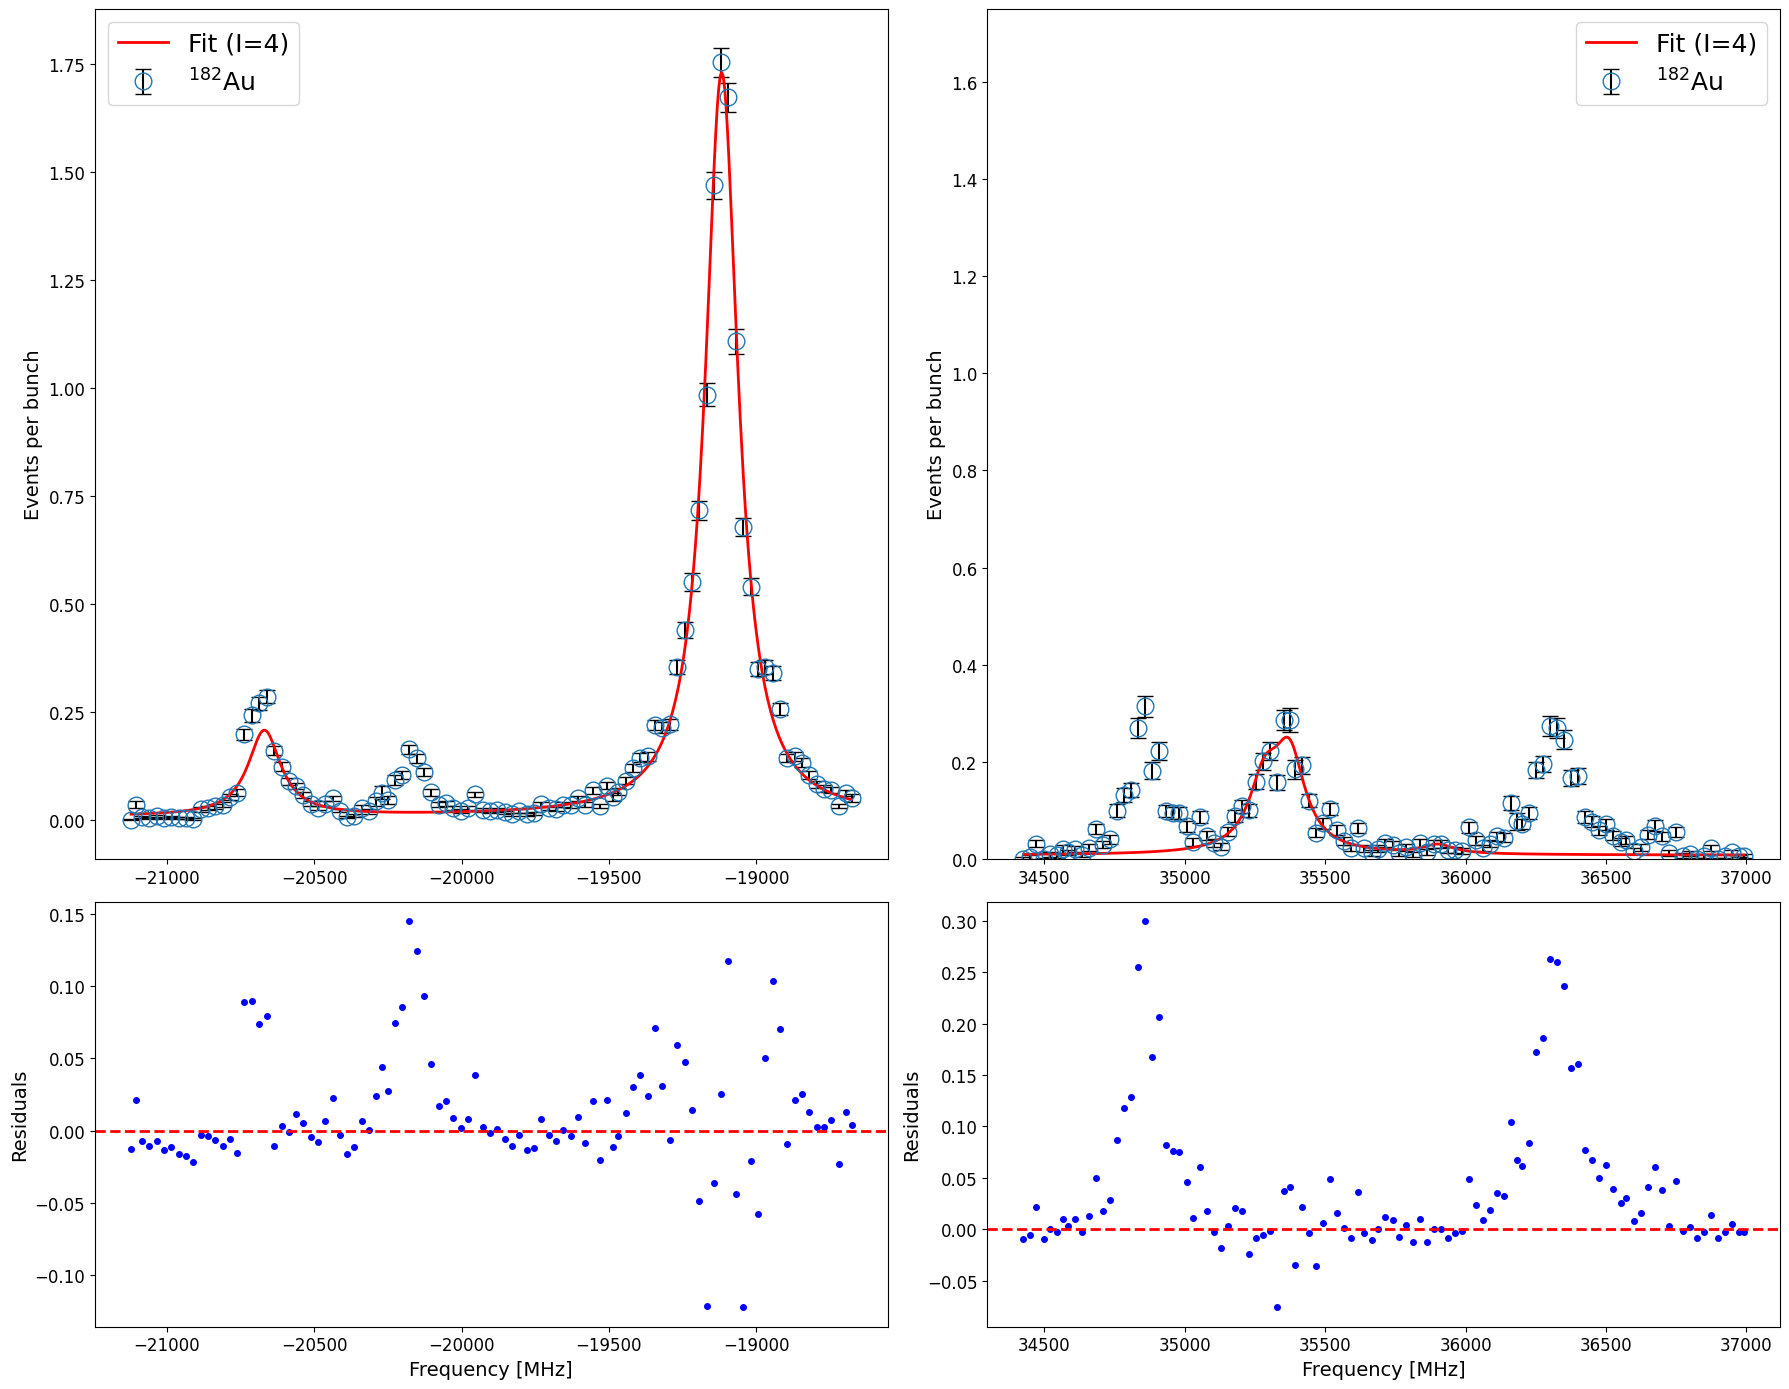 Fit (I=4)
¹⁸²Au
Events per bunch
1.75
1.50
1.25
1.00
0.75
0.50
0.25
0.00
−21000 −20500 −20000 −19500 −19000
Fit (I=4)
¹⁸²Au
Events per bunch
1.6
1.4
1.2
1.0
0.8
0.6
0.4
0.2
0.0
34500 35000 35500 36000 36500 37000
Residuals
0.15
0.10
0.05
0.00
−0.05
−0.10
−21000 −20500 −20000 −19500 −19000
Frequency [MHz]
Residuals
0.30
0.25
0.20
0.15
0.10
0.05
0.00
−0.05
34500 35000 35500 36000 36500 37000
Frequency [MHz]